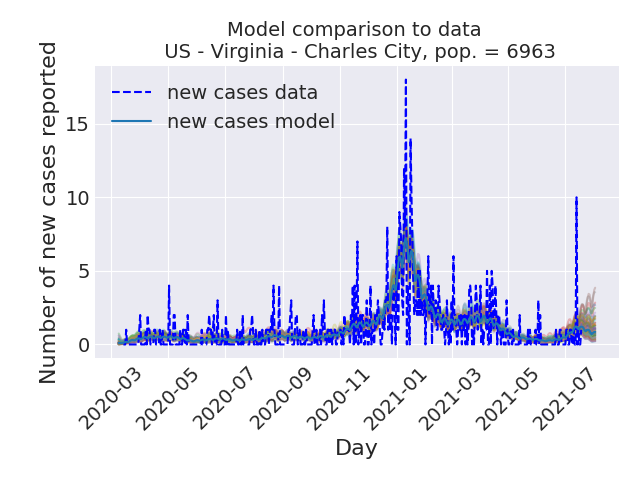 Model comparison to data
US - Virginia - Charles City, pop. = 6963
Number of new cases reported
new cases data
new cases model
15
10
5
0
2020-03
2020-05
2020-07
2020-09
2020-11
2021-01
2021-03
2021-05
2021-07
Day